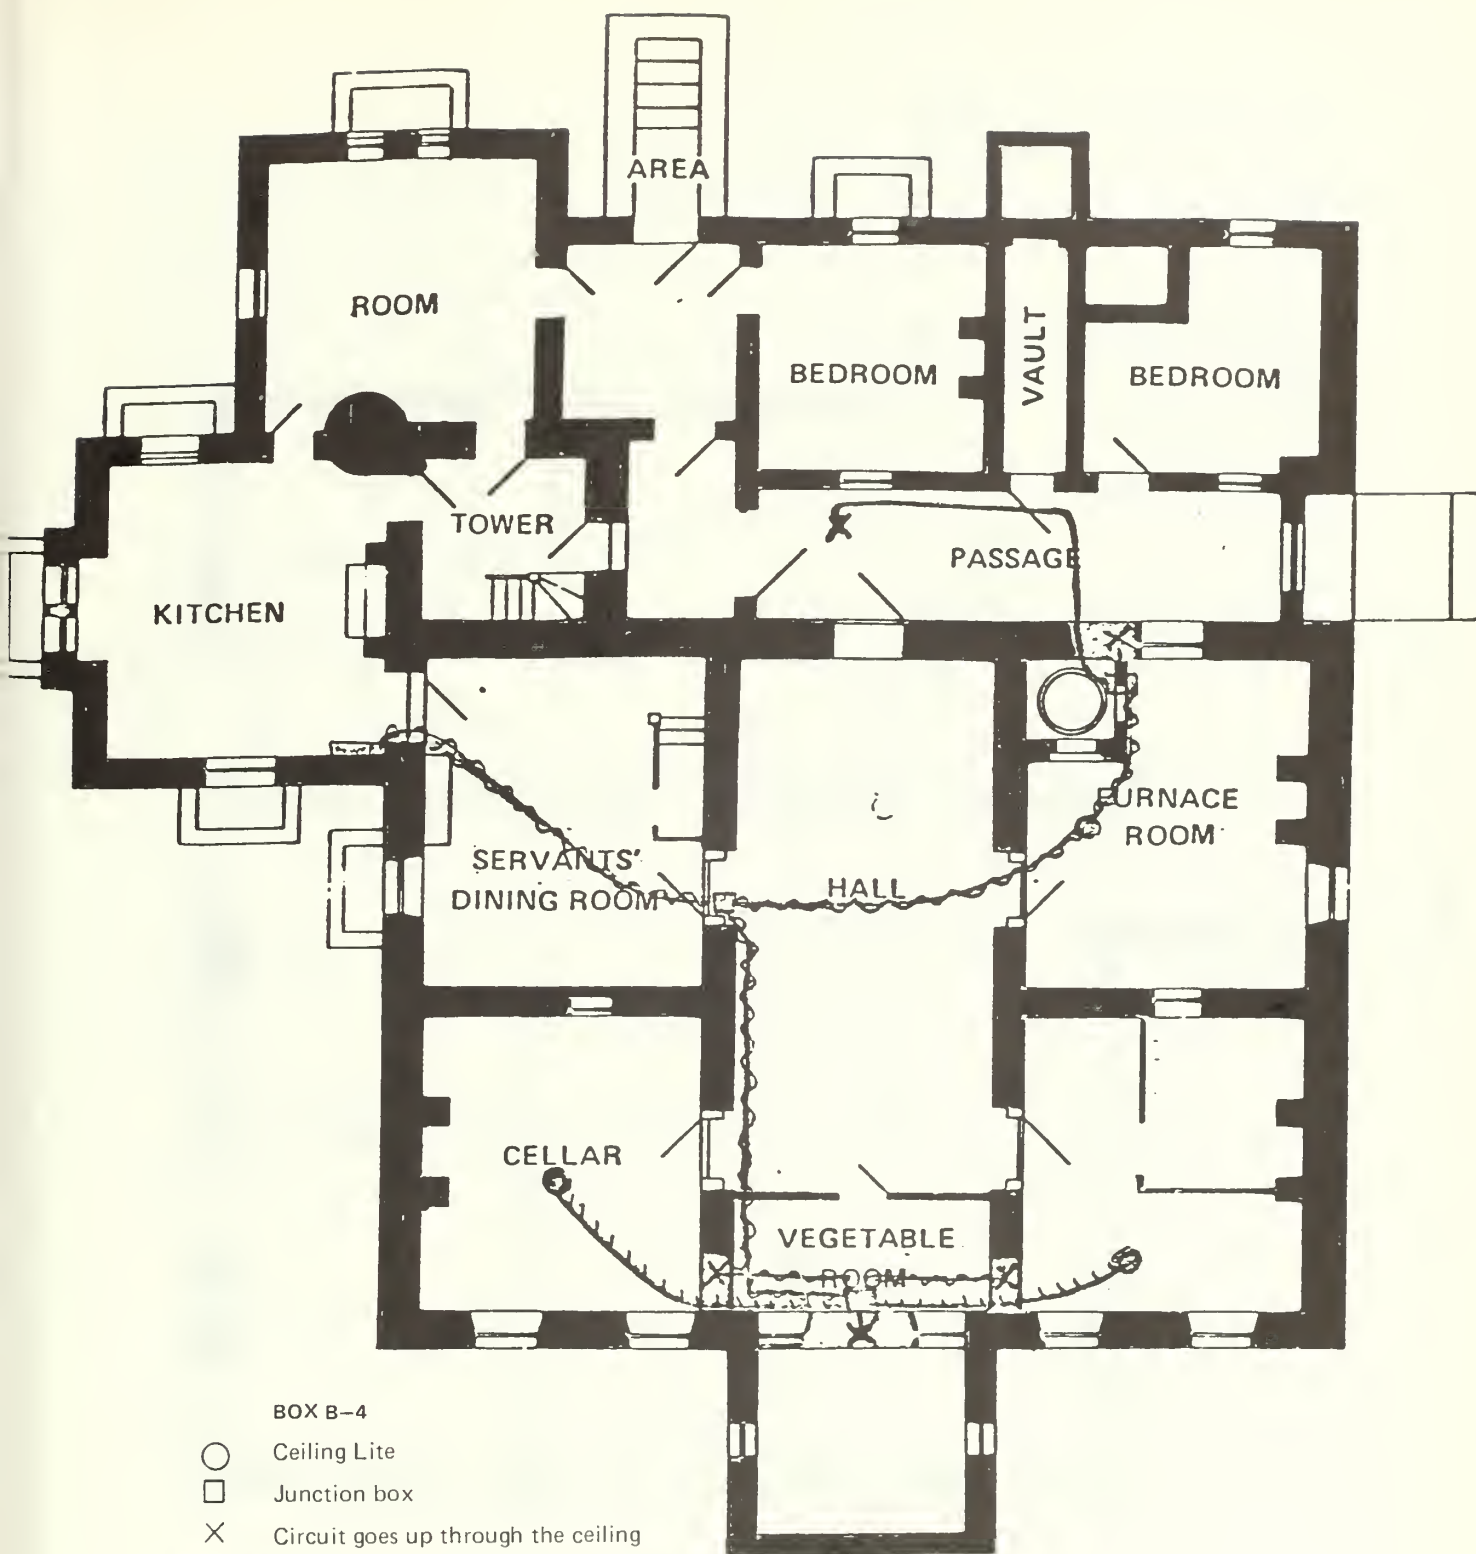 AREA
ROOM
BEDROOM
VAULT
BEDROOM
TOWER
PASSAGE
KITCHEN
FURNACE
ROOM
SERVANTS'
DINING ROOM
HALL
CELLAR
VEGETABLE
ROOM
BOX B–4
Ceiling Lite
Junction box
Circuit goes up through the ceiling